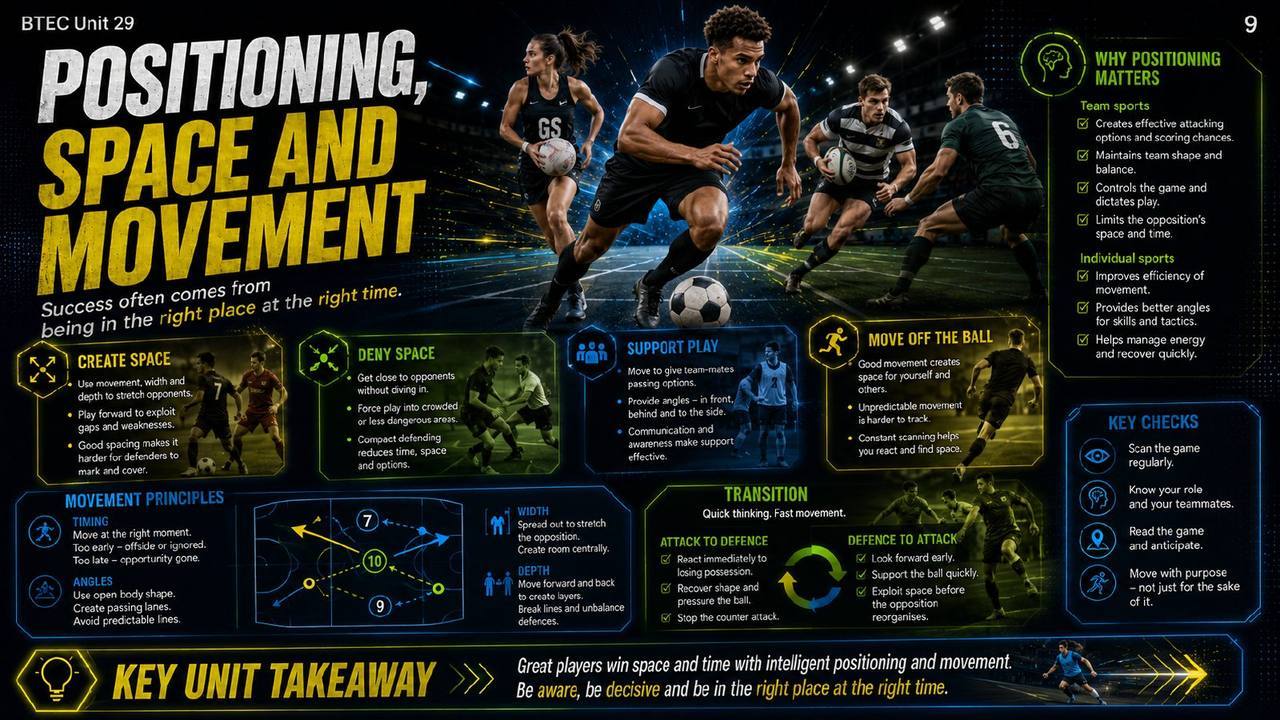 BTEC Unit 29
9
POSITIONING,
SPACE AND
MOVEMENT
Success often comes from
being in the right place at the right time.
GS
6
WHY POSITIONING
MATTERS
Team sports
Creates effective attacking
options and scoring chances.
Maintains team shape and
balance.
Controls the game and
dictates play.
Limits the opposition's
space and time.
Individual sports
Improves efficiency of
movement.
Provides better angles
for skills and tactics.
Helps manage energy
and recover quickly.
CREATE SPACE
• Use movement, width and
depth to stretch opponents.
• Play forward to exploit
gaps and weaknesses.
• Good spacing makes it
harder for defenders to
mark and cover.
7
DENY SPACE
• Get close to opponents
without diving in.
• Force play into crowded
or less dangerous areas.
• Compact defending
reduces time, space
and options.
SUPPORT PLAY
• Move to give team-mates
passing options.
• Provide angles – in front,
behind and to the side.
• Communication and
awareness make support
effective.
MOVE OFF THE BALL
• Good movement creates
space for yourself and
others.
• Unpredictable movement
is harder to track.
• Constant scanning helps
you react and find space.
KEY CHECKS
Scan the game
regularly.
Know your role
and your teammates.
Read the game
and anticipate.
Move with purpose
– not just for the sake
of it.
MOVEMENT PRINCIPLES
TIMING
Move at the right moment.
Too early – offside or ignored.
Too late – opportunity gone.
ANGLES
Use open body shape.
Create passing lanes.
Avoid predictable lines.
7
10
9
WIDTH
Spread out to stretch
the opposition.
Create room centrally.
DEPTH
Move forward and back
to create layers.
Break lines and unbalance
defences.
TRANSITION
Quick thinking. Fast movement.
ATTACK TO DEFENCE
React immediately to
losing possession.
Recover shape and
pressure the ball.
Stop the counter attack.
DEFENCE TO ATTACK
Look forward early.
Support the ball quickly.
Exploit space before
the opposition
reorganises.
KEY UNIT TAKEAWAY
Great players win space and time with intelligent positioning and movement.
Be aware, be decisive and be in the right place at the right time.